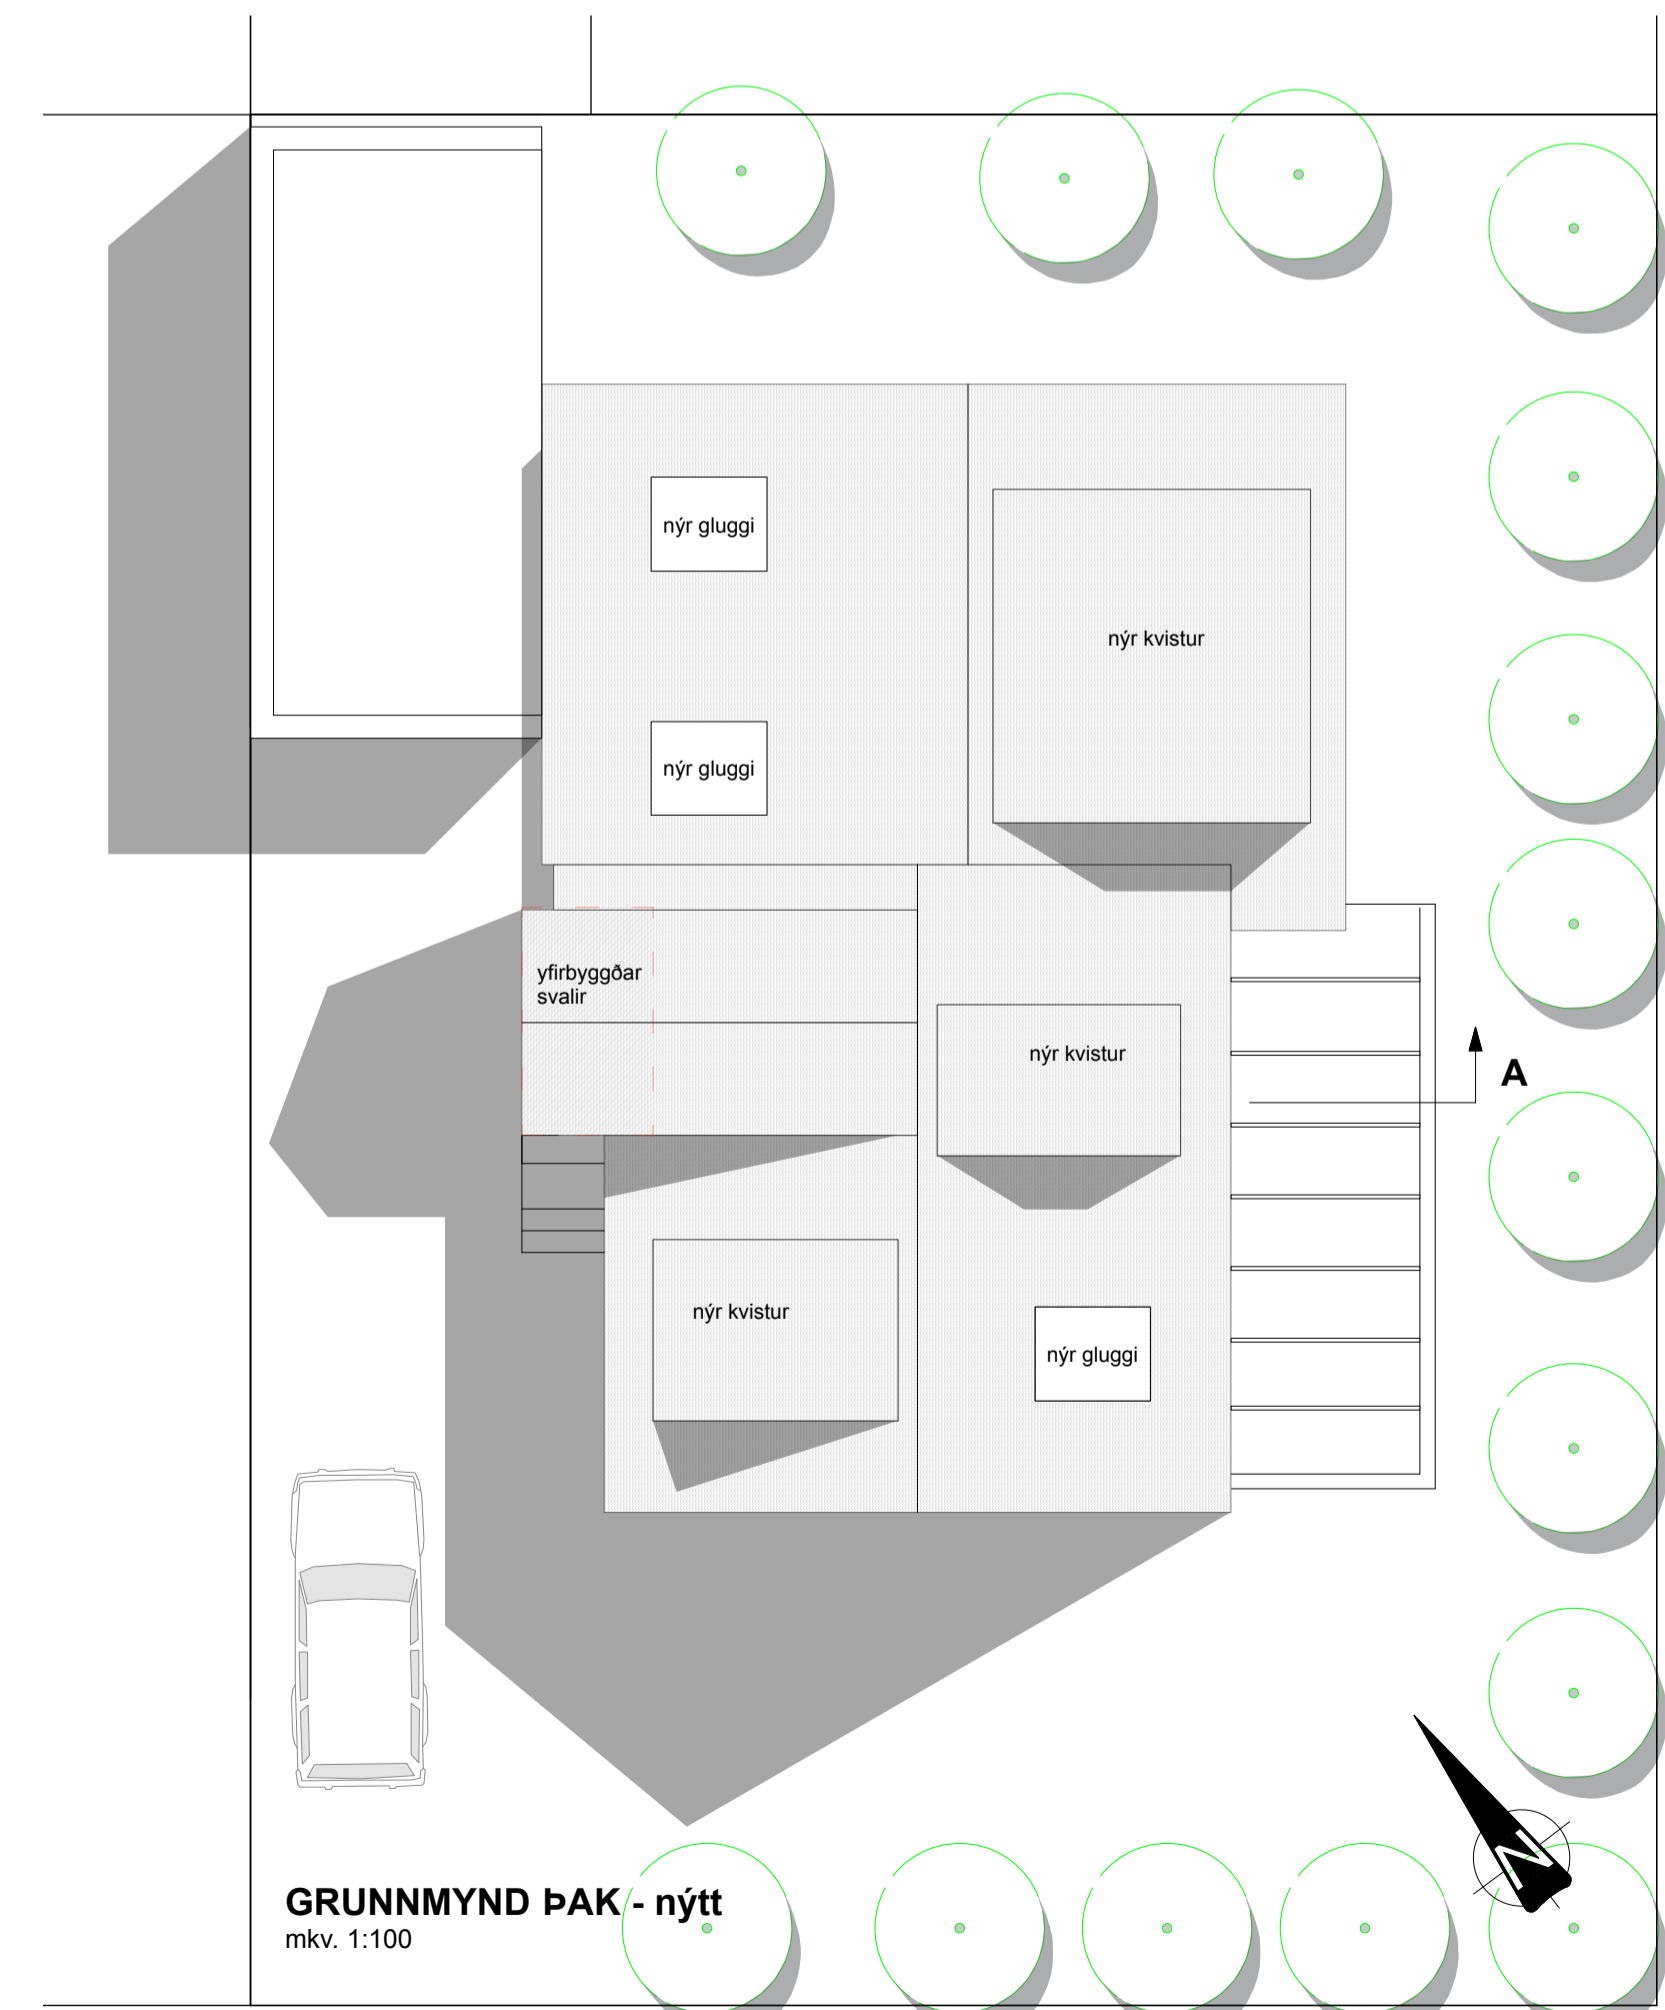 nýr gluggi
nýr kvistur
nýr gluggi
yfirbyggðar
svalir
nýr kvistur
A
nýr kvistur
nýr gluggi
N
GRUNNMYND ÞAK - nýtt
mkv. 1:100